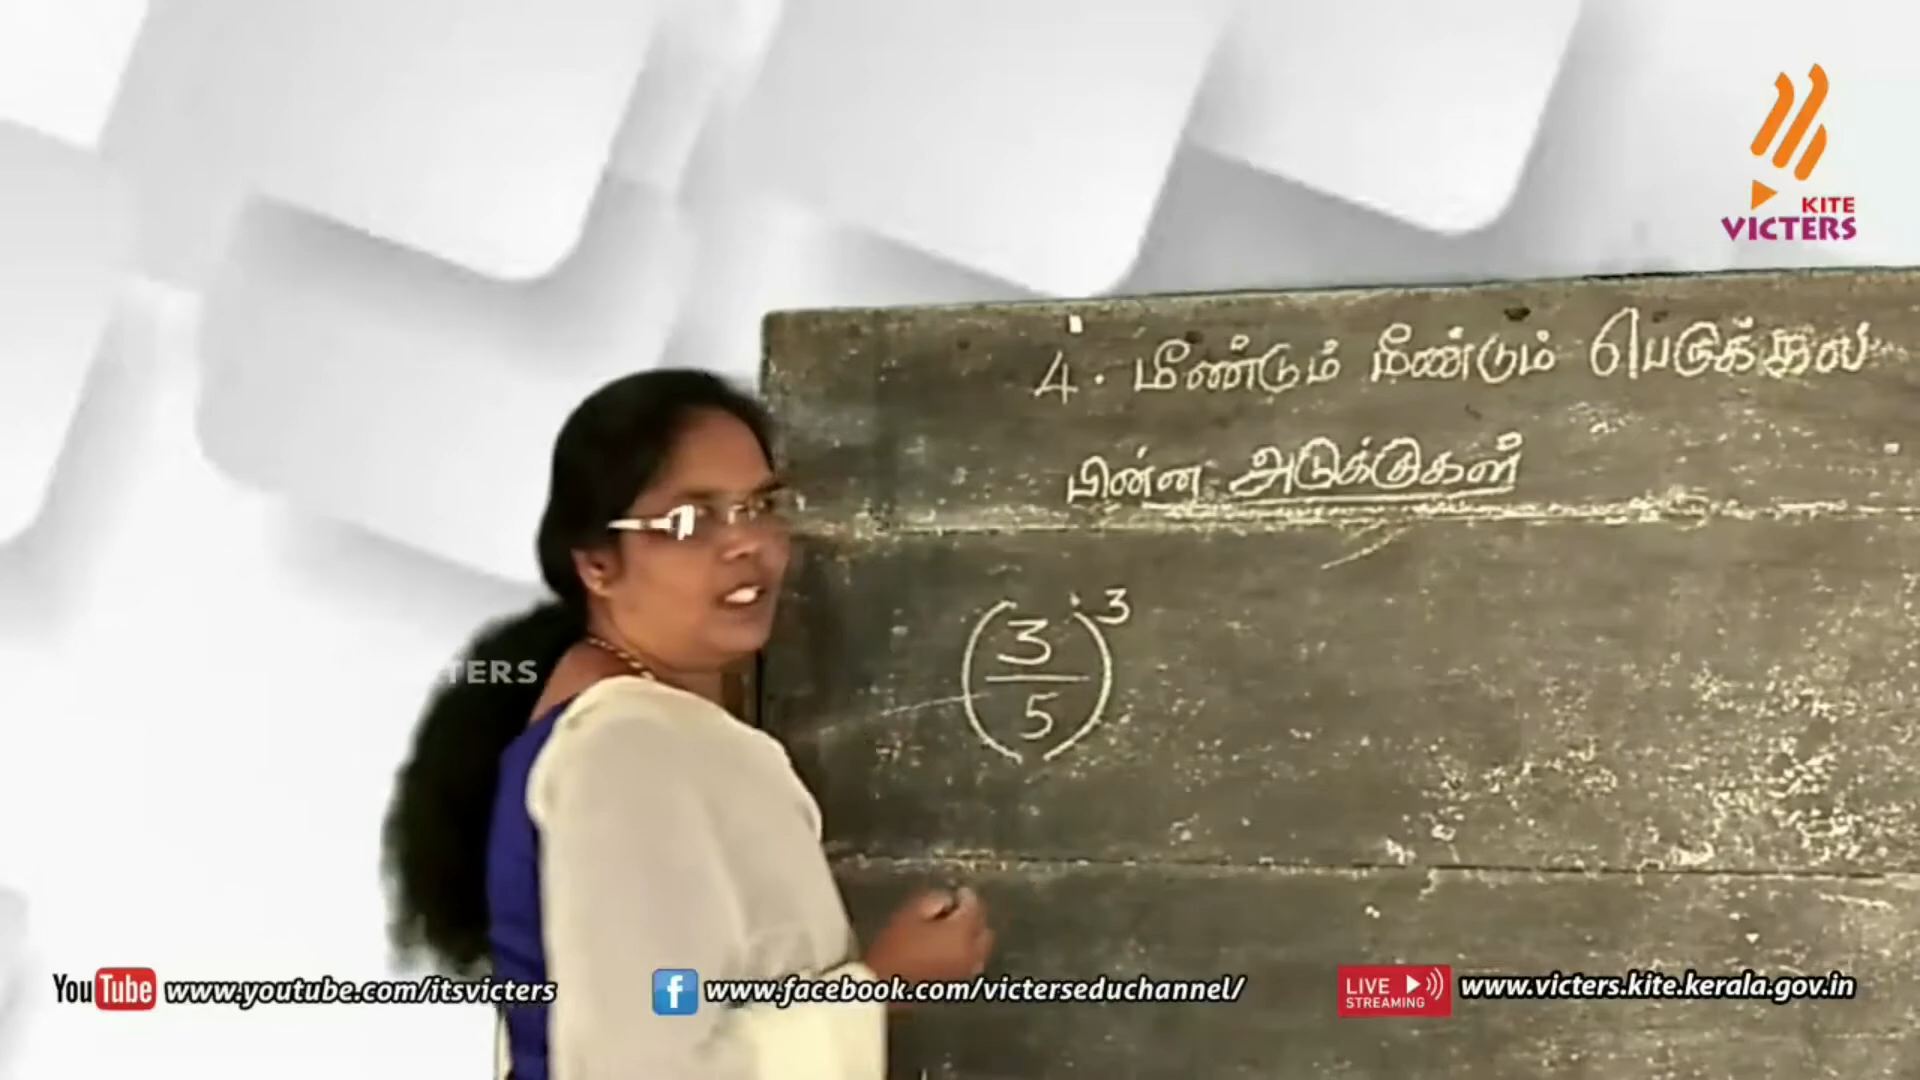 KITE
VICTERS
4. மீண்டும் மீண்டும் பெருக்கல்
பின்ன அடுக்குகள்
(3/5)^3
TERS
YouTube www.youtube.com/itsvicters
f www.facebook.com/victerseduchannel/
LIVE STREAMING www.victers.kite.kerala.gov.in